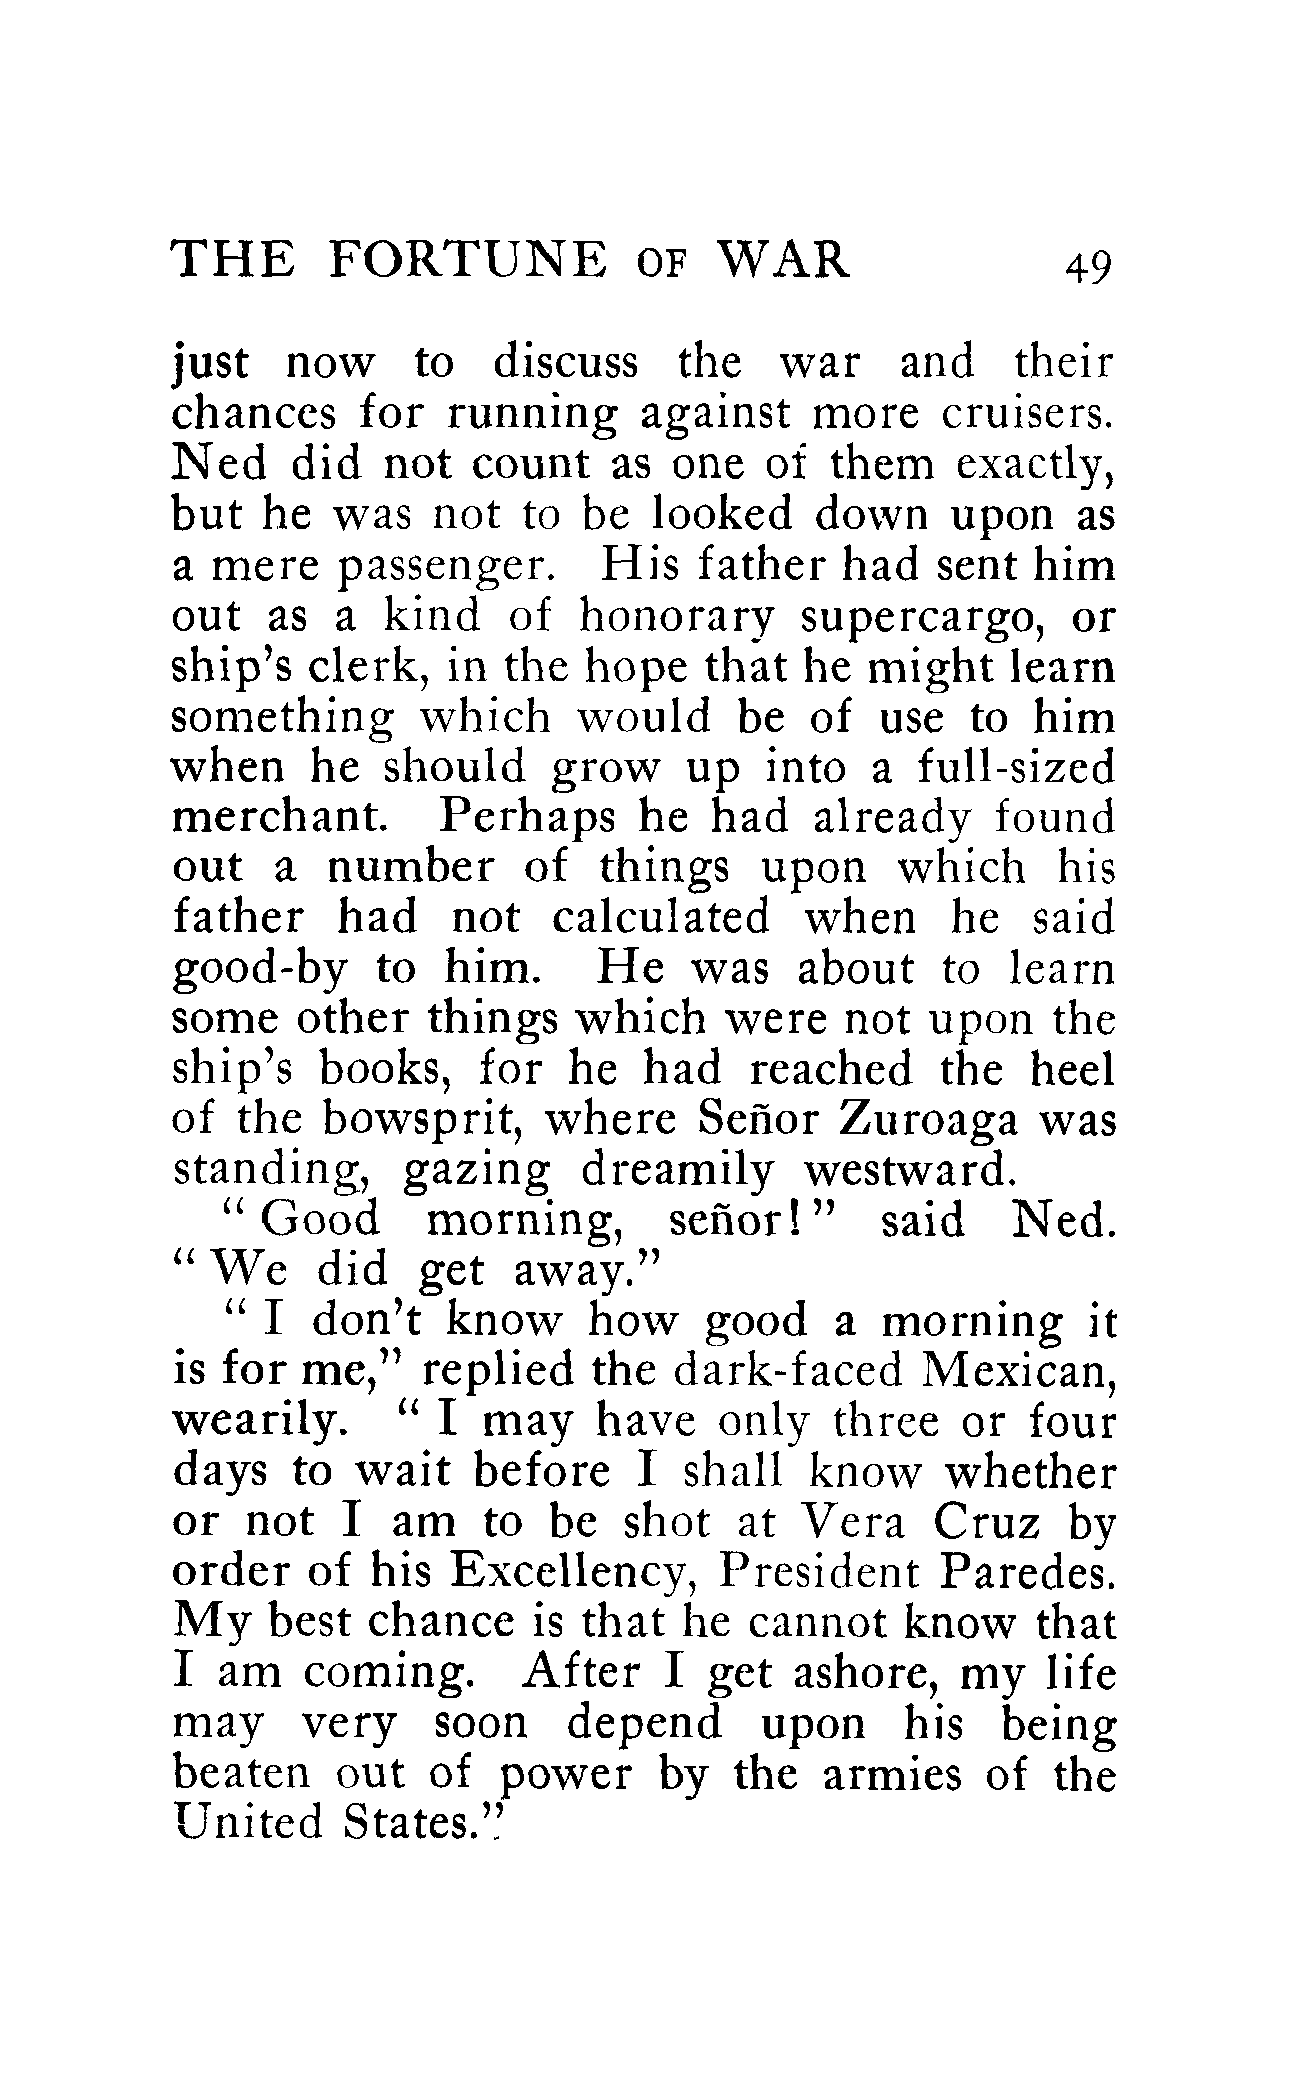 THE FORTUNE OF WAR 49
just now to discuss the war and their
chances for running against more cruisers.
Ned did not count as one of them exactly,
but he was not to be looked down upon as
a mere passenger. His father had sent him
out as a kind of honorary supercargo, or
ship's clerk, in the hope that he might learn
something which would be of use to him
when he should grow up into a full-sized
merchant. Perhaps he had already found
out a number of things upon which his
father had not calculated when he said
good-by to him. He was about to learn
some other things which were not upon the
ship's books, for he had reached the heel
of the bowsprit, where Señor Zuroaga was
standing, gazing dreamily westward.
"Good morning, señor!" said Ned.
"We did get away."
"I don't know how good a morning it
is for me," replied the dark-faced Mexican,
wearily. "I may have only three or four
days to wait before I shall know whether
or not I am to be shot at Vera Cruz by
order of his Excellency, President Paredes.
My best chance is that he cannot know that
I am coming. After I get ashore, my life
may very soon depend upon his being
beaten out of power by the armies of the
United States."